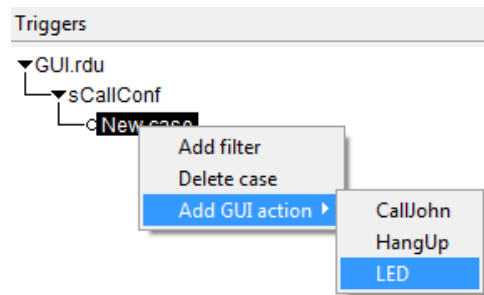 Triggers
GUI.rdu
sCallConf
New case
Add filter
Delete case
Add GUI action
CallJohn
HangUp
LED